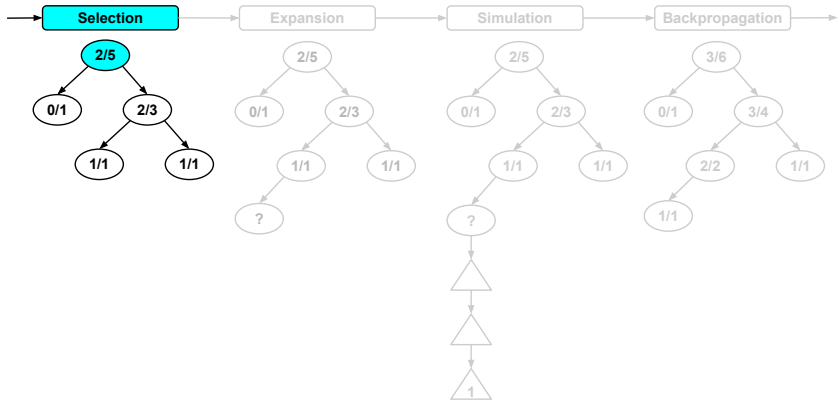 Selection Expansion Simulation Backpropagation
2/5 2/5 2/5 3/6
0/1 2/3 0/1 2/3 0/1 2/3 0/1 3/4
1/1 1/1 1/1 1/1 1/1 1/1 2/2 1/1
? ? 1/1
1